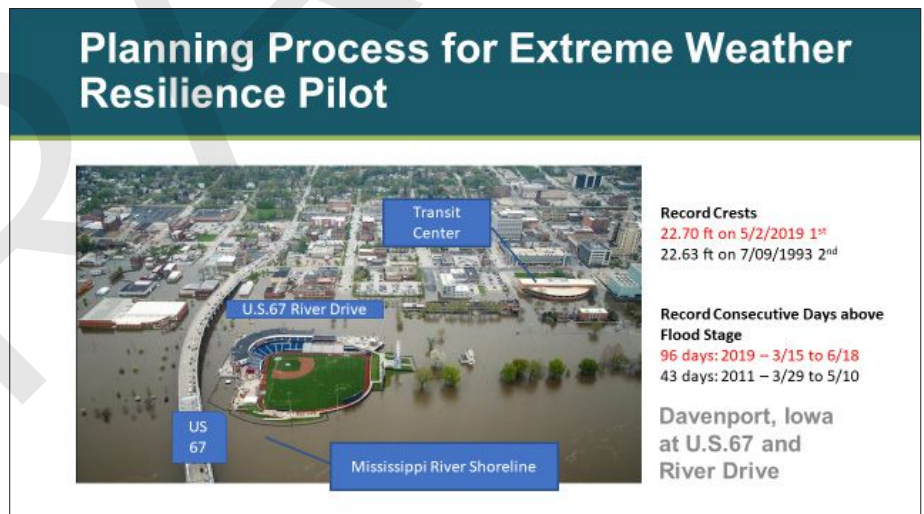 Planning Process for Extreme Weather
Resilience Pilot
Transit
Center
U.S.67 River Drive
US
67
Mississippi River Shoreline
Record Crests
22.70 ft on 5/2/2019 1st
22.63 ft on 7/09/1993 2nd
Record Consecutive Days above
Flood Stage
96 days: 2019 – 3/15 to 6/18
43 days: 2011 – 3/29 to 5/10
Davenport, Iowa
at U.S.67 and
River Drive